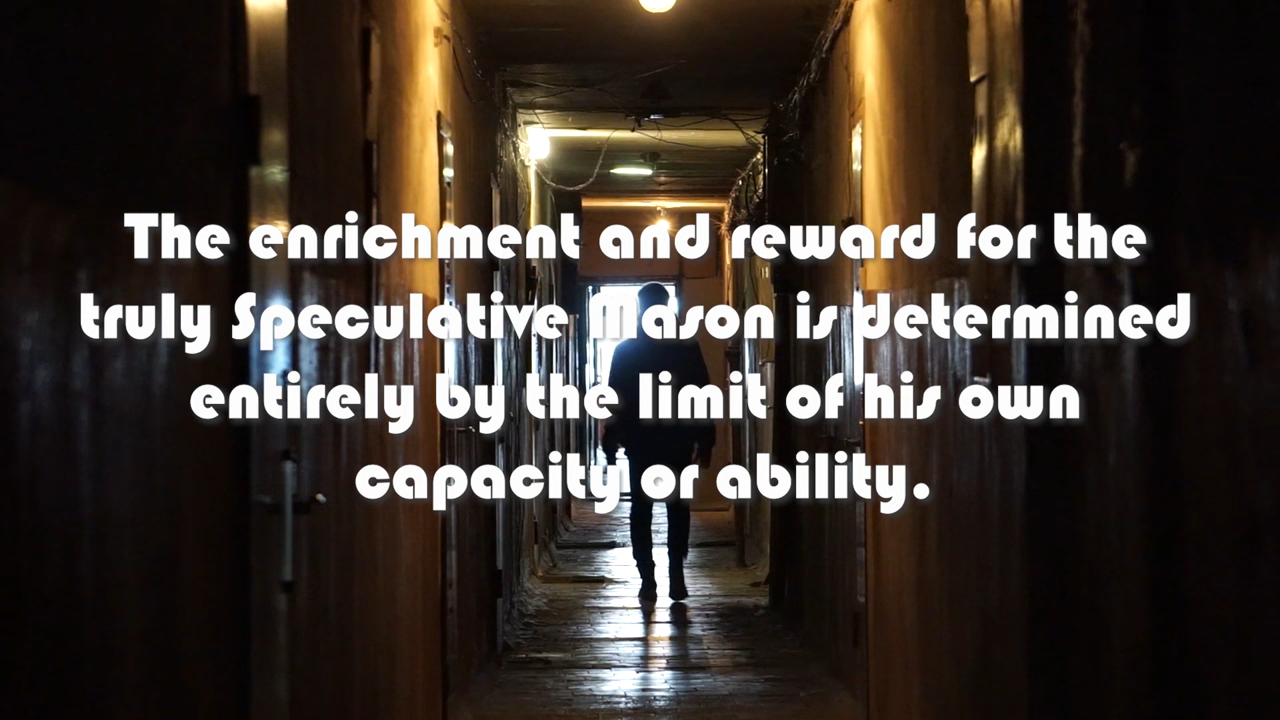 The enrichment and reward for the
truly Speculative Mason is determined
entirely by the limit of his own
capacity or ability.